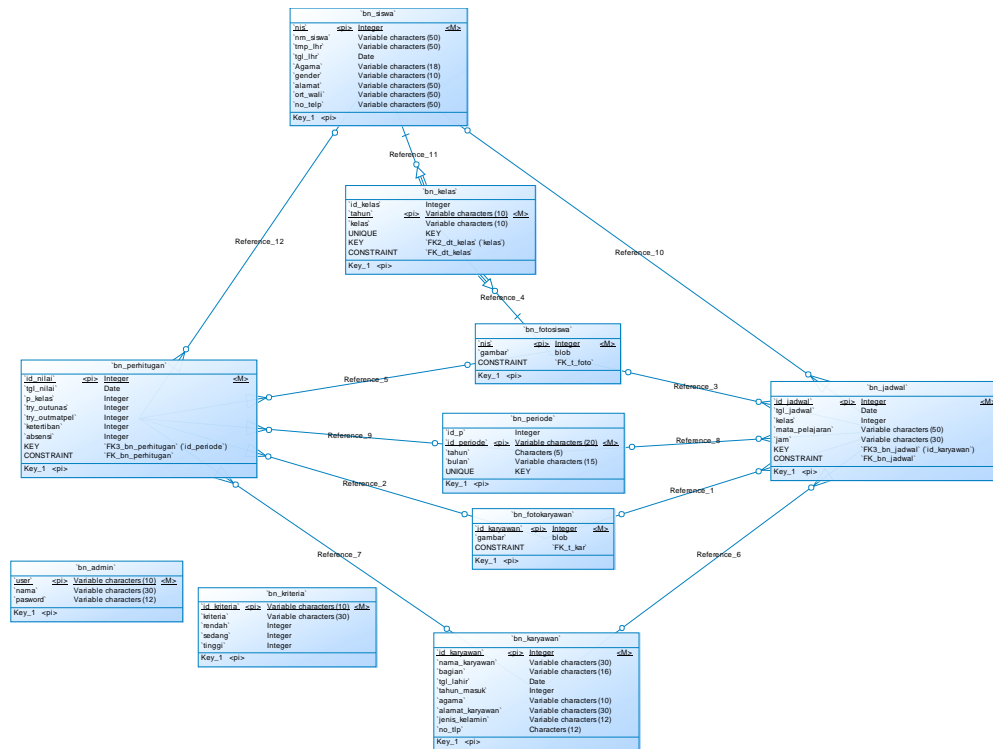 `bn_siswa`
`nis` <pi> Integer <M>
`nm_siswa` Variable characters (50)
`tmp_lhr` Variable characters (50)
`tgl_lhr` Date
`Agama` Variable characters (18)
`gender` Variable characters (10)
`alamat` Variable characters (50)
`ort_wali` Variable characters (50)
`no_telp` Variable characters (50)
Key_1 <pi>
Reference_11
`bn_kelas`
`id_kelas` Integer
`tahun` <pi> Variable characters (10) <M>
`kelas` Variable characters (10)
UNIQUE KEY
KEY `FK2_dt_kelas` (`kelas`)
CONSTRAINT `FK_dt_kelas`
Key_1 <pi>
Reference_12
Reference_10
Reference_4
`bn_fotosiswa`
`nis` <pi> Integer <M>
`gambar` blob
CONSTRAINT `FK_t_foto`
Key_1 <pi>
`bn_perhitugan`
`id_nilai` <pi> Integer <M>
`tgl_nilai` Date
`p_kelas` Integer
`try_outunas` Integer
`try_outmatpel` Integer
`keteriban` Integer
`absensi` Integer
KEY `FK3_bn_perhitugan` (`id_periode`)
CONSTRAINT `FK_bn_perhitugan`
Key_1 <pi>
Reference_5
Reference_3
`bn_jadwal`
`id_jadwal` <pi> Integer <M>
`tgl_jadwal` Date
`kelas` Integer
`mata_pelajaran` Variable characters (50)
`jam` Variable characters (30)
KEY `FK3_bn_jadwal` (`id_karyawan`)
CONSTRAINT `FK_bn_jadwal`
Key_1 <pi>
`bn_periode`
`id_p` Integer
`id_periode` <pi> Variable characters (20) <M>
`tahun` Characters (5)
`bulan` Variable characters (15)
UNIQUE KEY
Key_1 <pi>
Reference_9
Reference_8
Reference_2
Reference_1
`bn_fotokaryawan`
`id_karyawan` <pi> Integer <M>
`gambar` blob
CONSTRAINT `FK_t_kar`
Key_1 <pi>
Reference_7
Reference_6
`bn_admin`
`user` <pi> Variable characters (10) <M>
`nama` Variable characters (30)
`pasword` Variable characters (12)
Key_1 <pi>
`bn_kriteria`
`id_kriteria` <pi> Variable characters (10) <M>
`kriteria` Variable characters (30)
`rendah` Integer
`sedang` Integer
`tinggi` Integer
Key_1 <pi>
`bn_karyawan`
`id_karyawan` <pi> Integer <M>
`nama_karyawan` Variable characters (30)
`bagian` Variable characters (16)
`tgl_lahir` Date
`tahun_masuk` Integer
`agama` Variable characters (10)
`alamat_karyawan` Variable characters (30)
`jenis_kelamin` Variable characters (12)
`no_tlp` Characters (12)
Key_1 <pi>